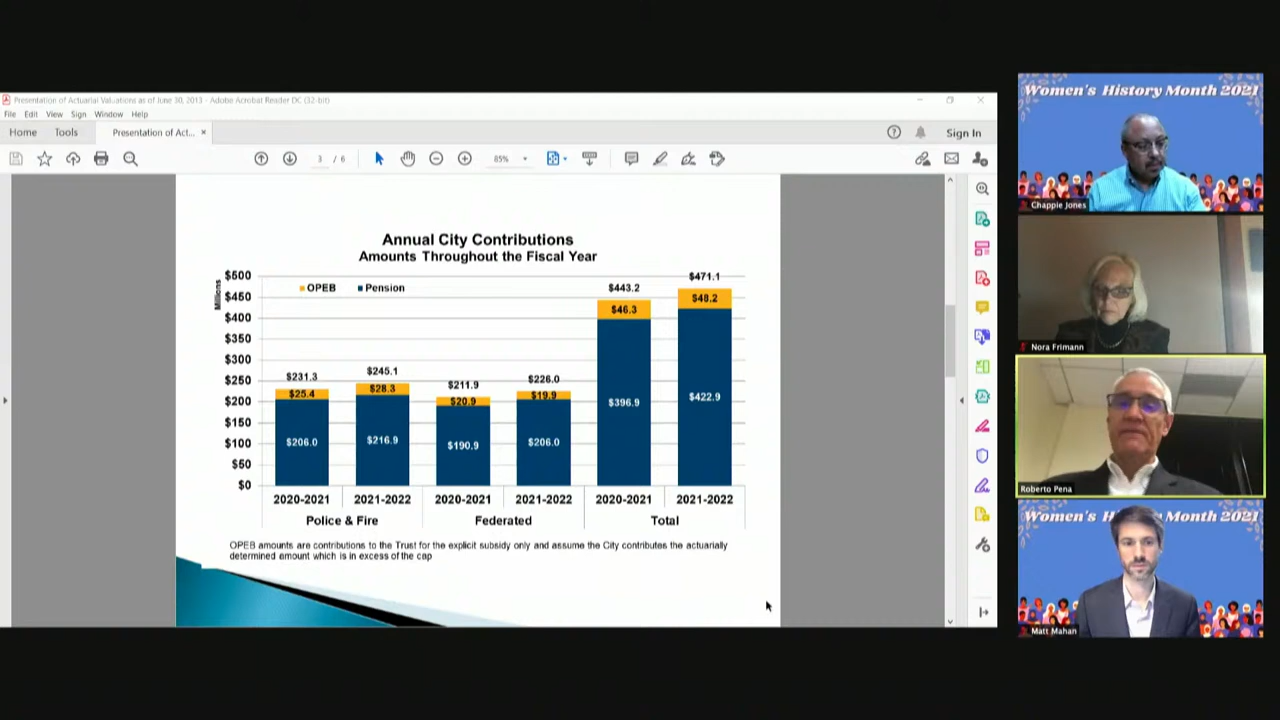 Presentation of Actuarial Valuations as of June 30, 2013 - Adobe Acrobat Reader DC (32-bit)
File Edit View Sign Window Help
Home Tools Presentation of Act... × Sign In
3 / 6 85%
Annual City Contributions
Amounts Throughout the Fiscal Year
Millions
OPEB Pension
$500
$450
$400
$350
$300
$250
$200
$150
$100
$50
$0
$231.3 $245.1 $211.9 $226.0 $443.2 $471.1
$25.4 $28.3 $20.9 $19.9 $46.3 $48.2
$206.0 $216.9 $190.9 $206.0 $396.9 $422.9
2020-2021 2021-2022 2020-2021 2021-2022 2020-2021 2021-2022
Police & Fire Federated Total
OPEB amounts are contributions to the Trust for the explicit subsidy only and assume the City contributes the actuarially
determined amount which is in excess of the cap
Women's History Month 2021
Chappie Jones
Nora Frimann
Roberto Pena
Women's History Month 2021
Matt Mahan